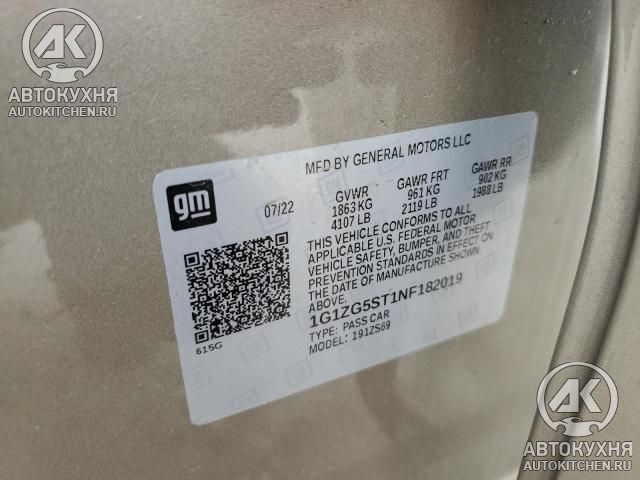 AK
АВТОКУХНЯ
AUTOKITCHEN.RU
MFD BY GENERAL MOTORS LLC
gm
07/22
GVWR GAWR FRT GAWR RR
1863 KG 961 KG 902 KG
4107 LB 2119 LB 1988 LB
THIS VEHICLE CONFORMS TO ALL
APPLICABLE U.S. FEDERAL MOTOR
VEHICLE SAFETY, BUMPER, AND THEFT
PREVENTION STANDARDS IN EFFECT ON
THE DATE OF MANUFACTURE SHOWN
ABOVE.
1G1ZG5ST1NF182019
TYPE: PASS CAR
MODEL: 191ZS69
615G
AK
АВТОКУХНЯ
AUTOKITCHEN.RU